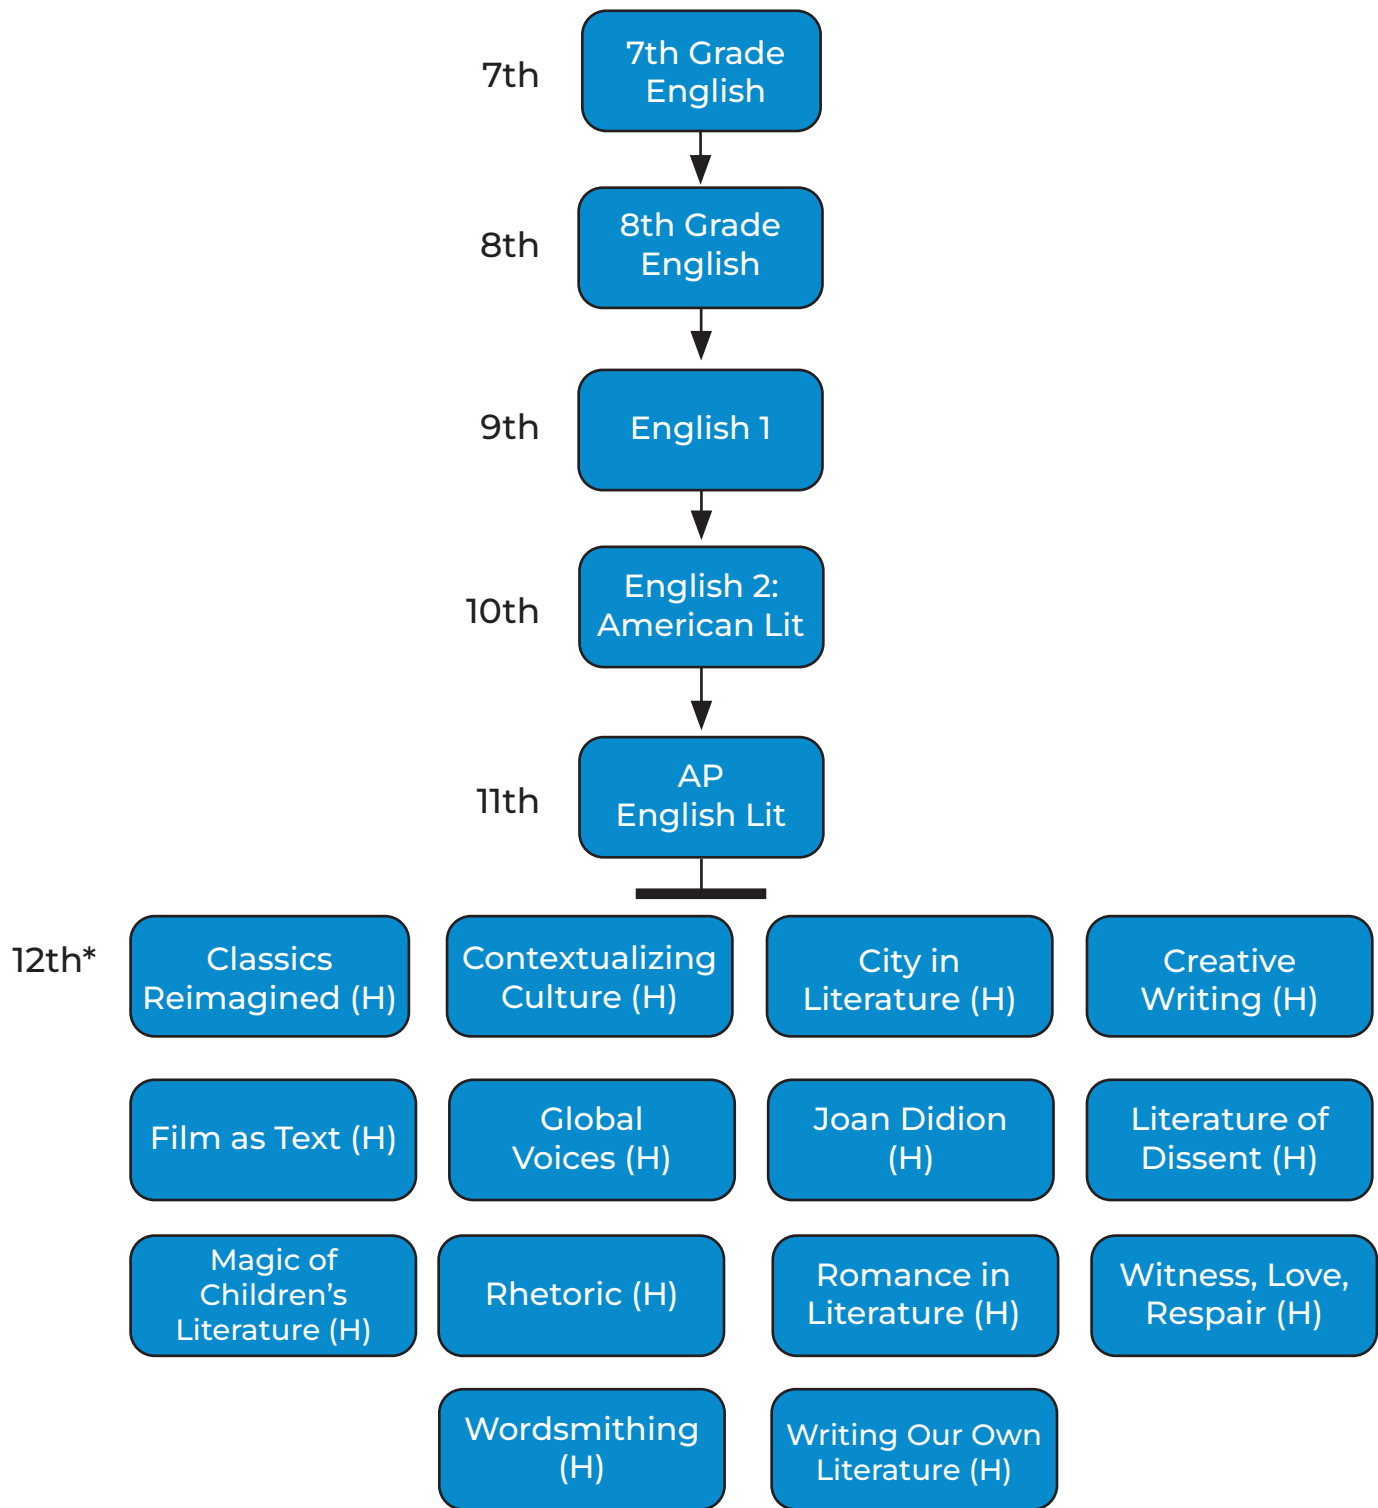 7th
7th Grade
English
8th
8th Grade
English
9th
English 1
10th
English 2:
American Lit
11th
AP
English Lit
12th*
Classics
Reimagined (H)
Contextualizing
Culture (H)
City in
Literature (H)
Creative
Writing (H)
Film as Text (H)
Global
Voices (H)
Joan Didion
(H)
Literature of
Dissent (H)
Magic of
Children’s
Literature (H)
Rhetoric (H)
Romance in
Literature (H)
Witness, Love,
Respair (H)
Wordsmithing
(H)
Writing Our Own
Literature (H)